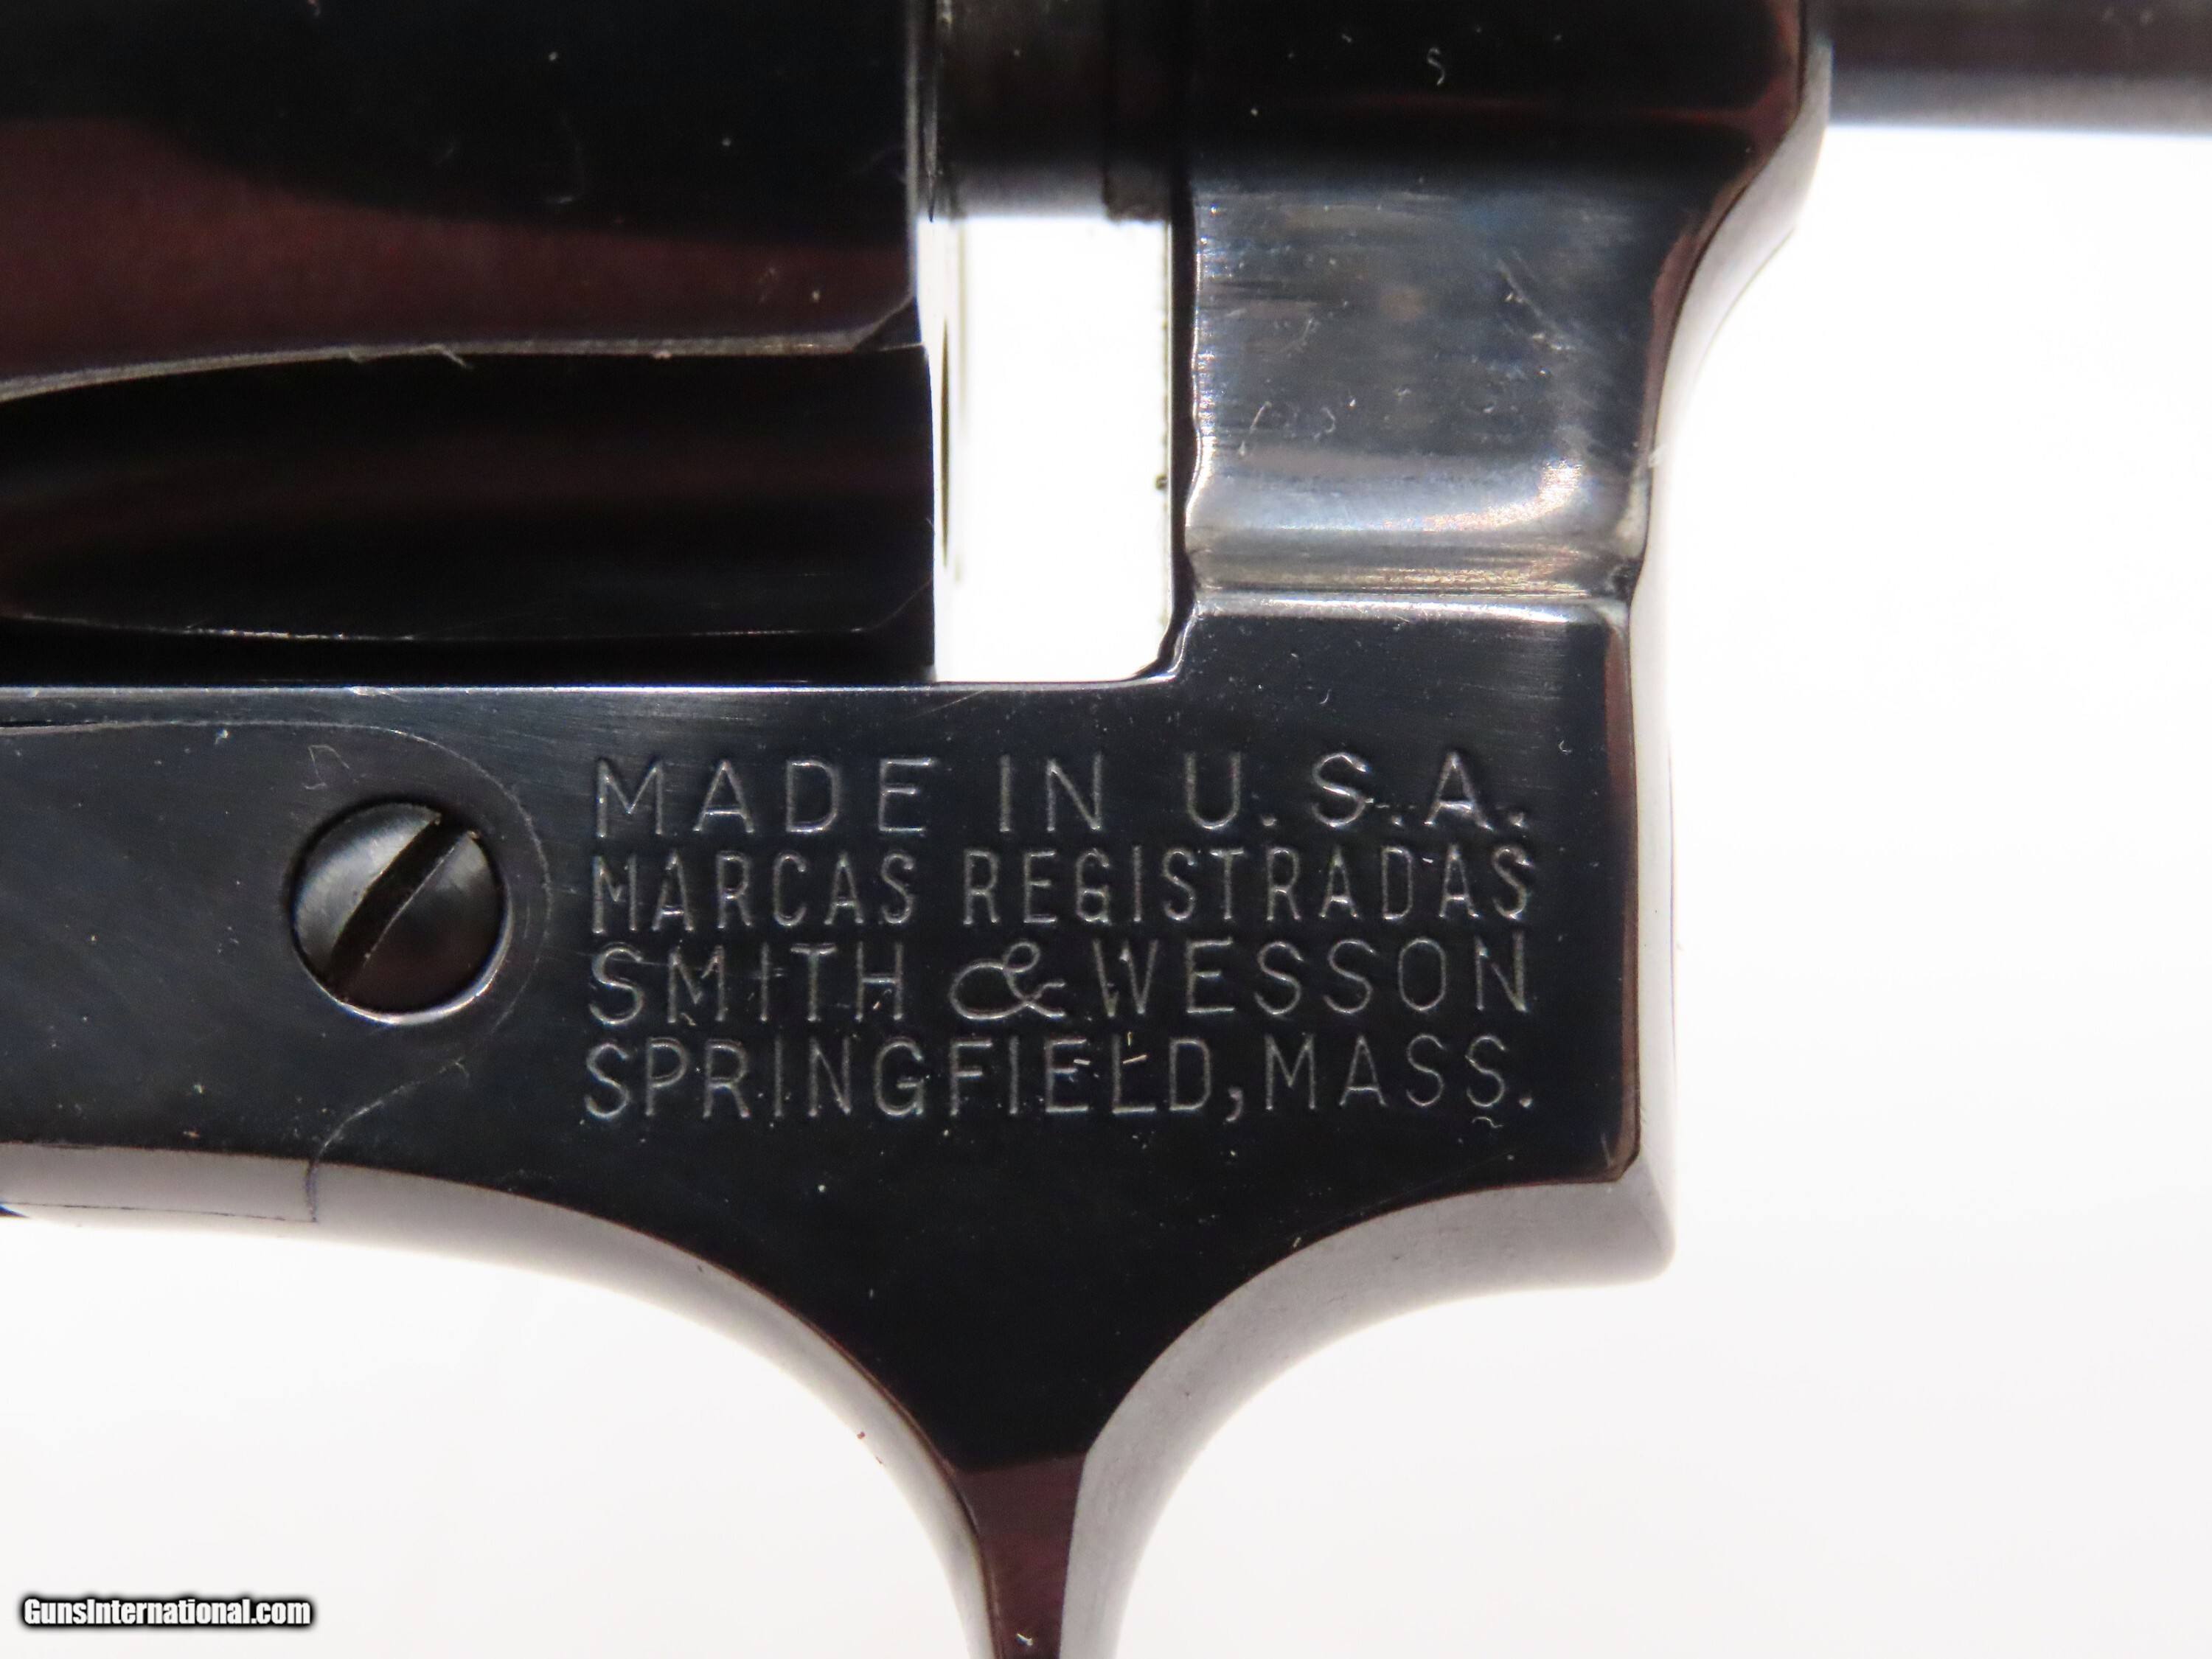 MADE IN U.S.A.
MARCAS REGISTRADAS
SMITH & WESSON
SPRINGFIELD, MASS.
GunsInternational.com